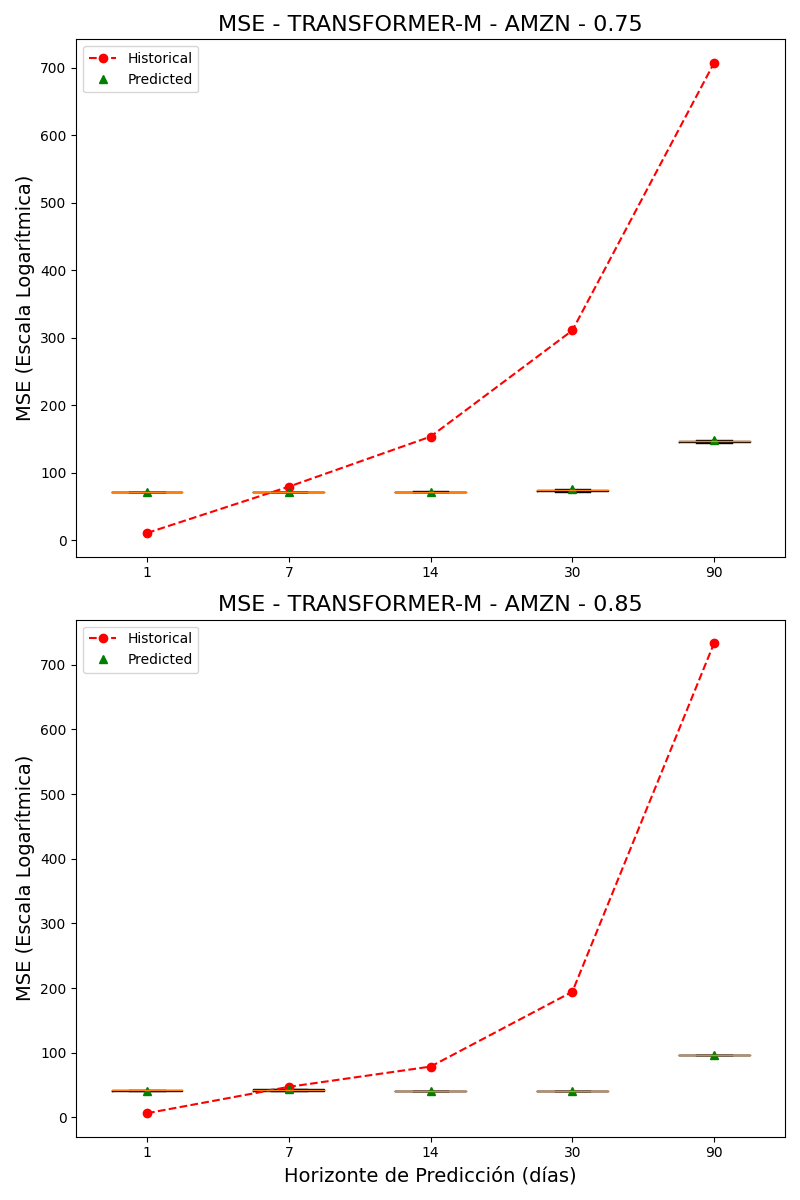 MSE - TRANSFORMER-M - AMZN - 0.75
Historical
Predicted
MSE (Escala Logarítmica)
700
600
500
400
300
200
100
0
1 7 14 30 90
MSE - TRANSFORMER-M - AMZN - 0.85
Historical
Predicted
MSE (Escala Logarítmica)
700
600
500
400
300
200
100
0
1 7 14 30 90
Horizonte de Predicción (días)